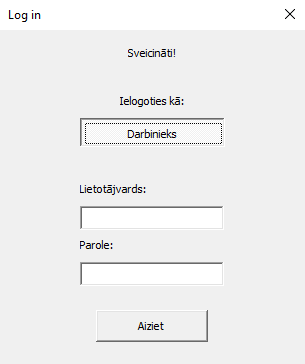 Log in
Sveicināti!
Ielogoties kā:
Darbinieks
Lietotājvards:
Parole:
Aiziet